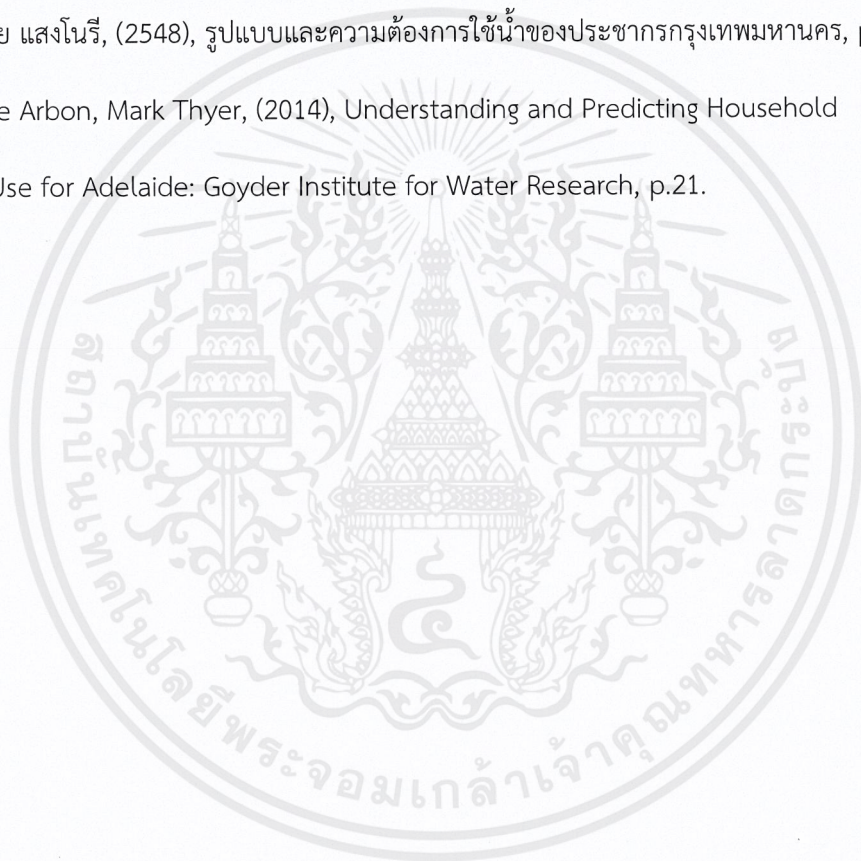 ย แสงโนรี, (2548), รูปแบบและความต้องการใช้น้ำของประชากรกรุงเทพมหานคร, p
e Arbon, Mark Thyer, (2014), Understanding and Predicting Household
Use for Adelaide: Goyder Institute for Water Research, p.21.
สถาบันเทคโนโลยีพระจอมเกล้าเจ้าคุณทหารลาดกระบัง
๔